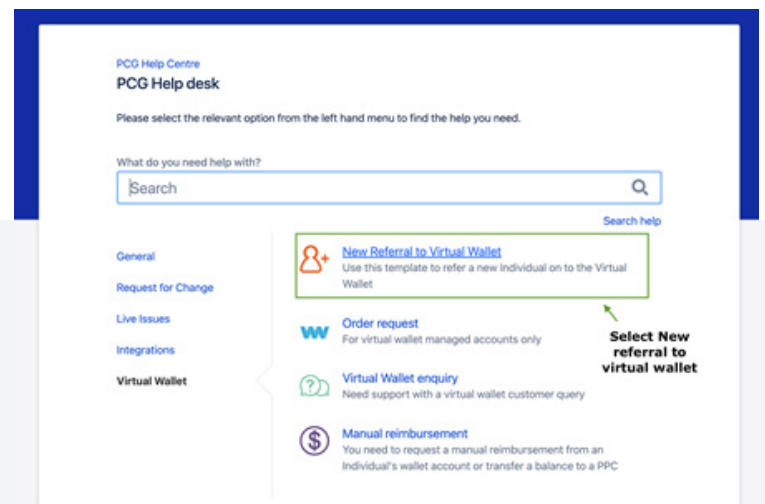 PCG Help Centre
PCG Help desk
Please select the relevant option from the left hand menu to find the help you need.
What do you need help with?
Search
Search help
General
Request for Change
Live Issues
Integrations
Virtual Wallet
New Referral to Virtual Wallet
Use this template to refer a new Individual on to the Virtual
Wallet
Order request
For virtual wallet managed accounts only
Virtual Wallet enquiry
Need support with a virtual wallet customer query
Manual reimbursement
You need to request a manual reimbursement from an
Individual's wallet account or transfer a balance to a PPC
Select New
referral to
virtual wallet